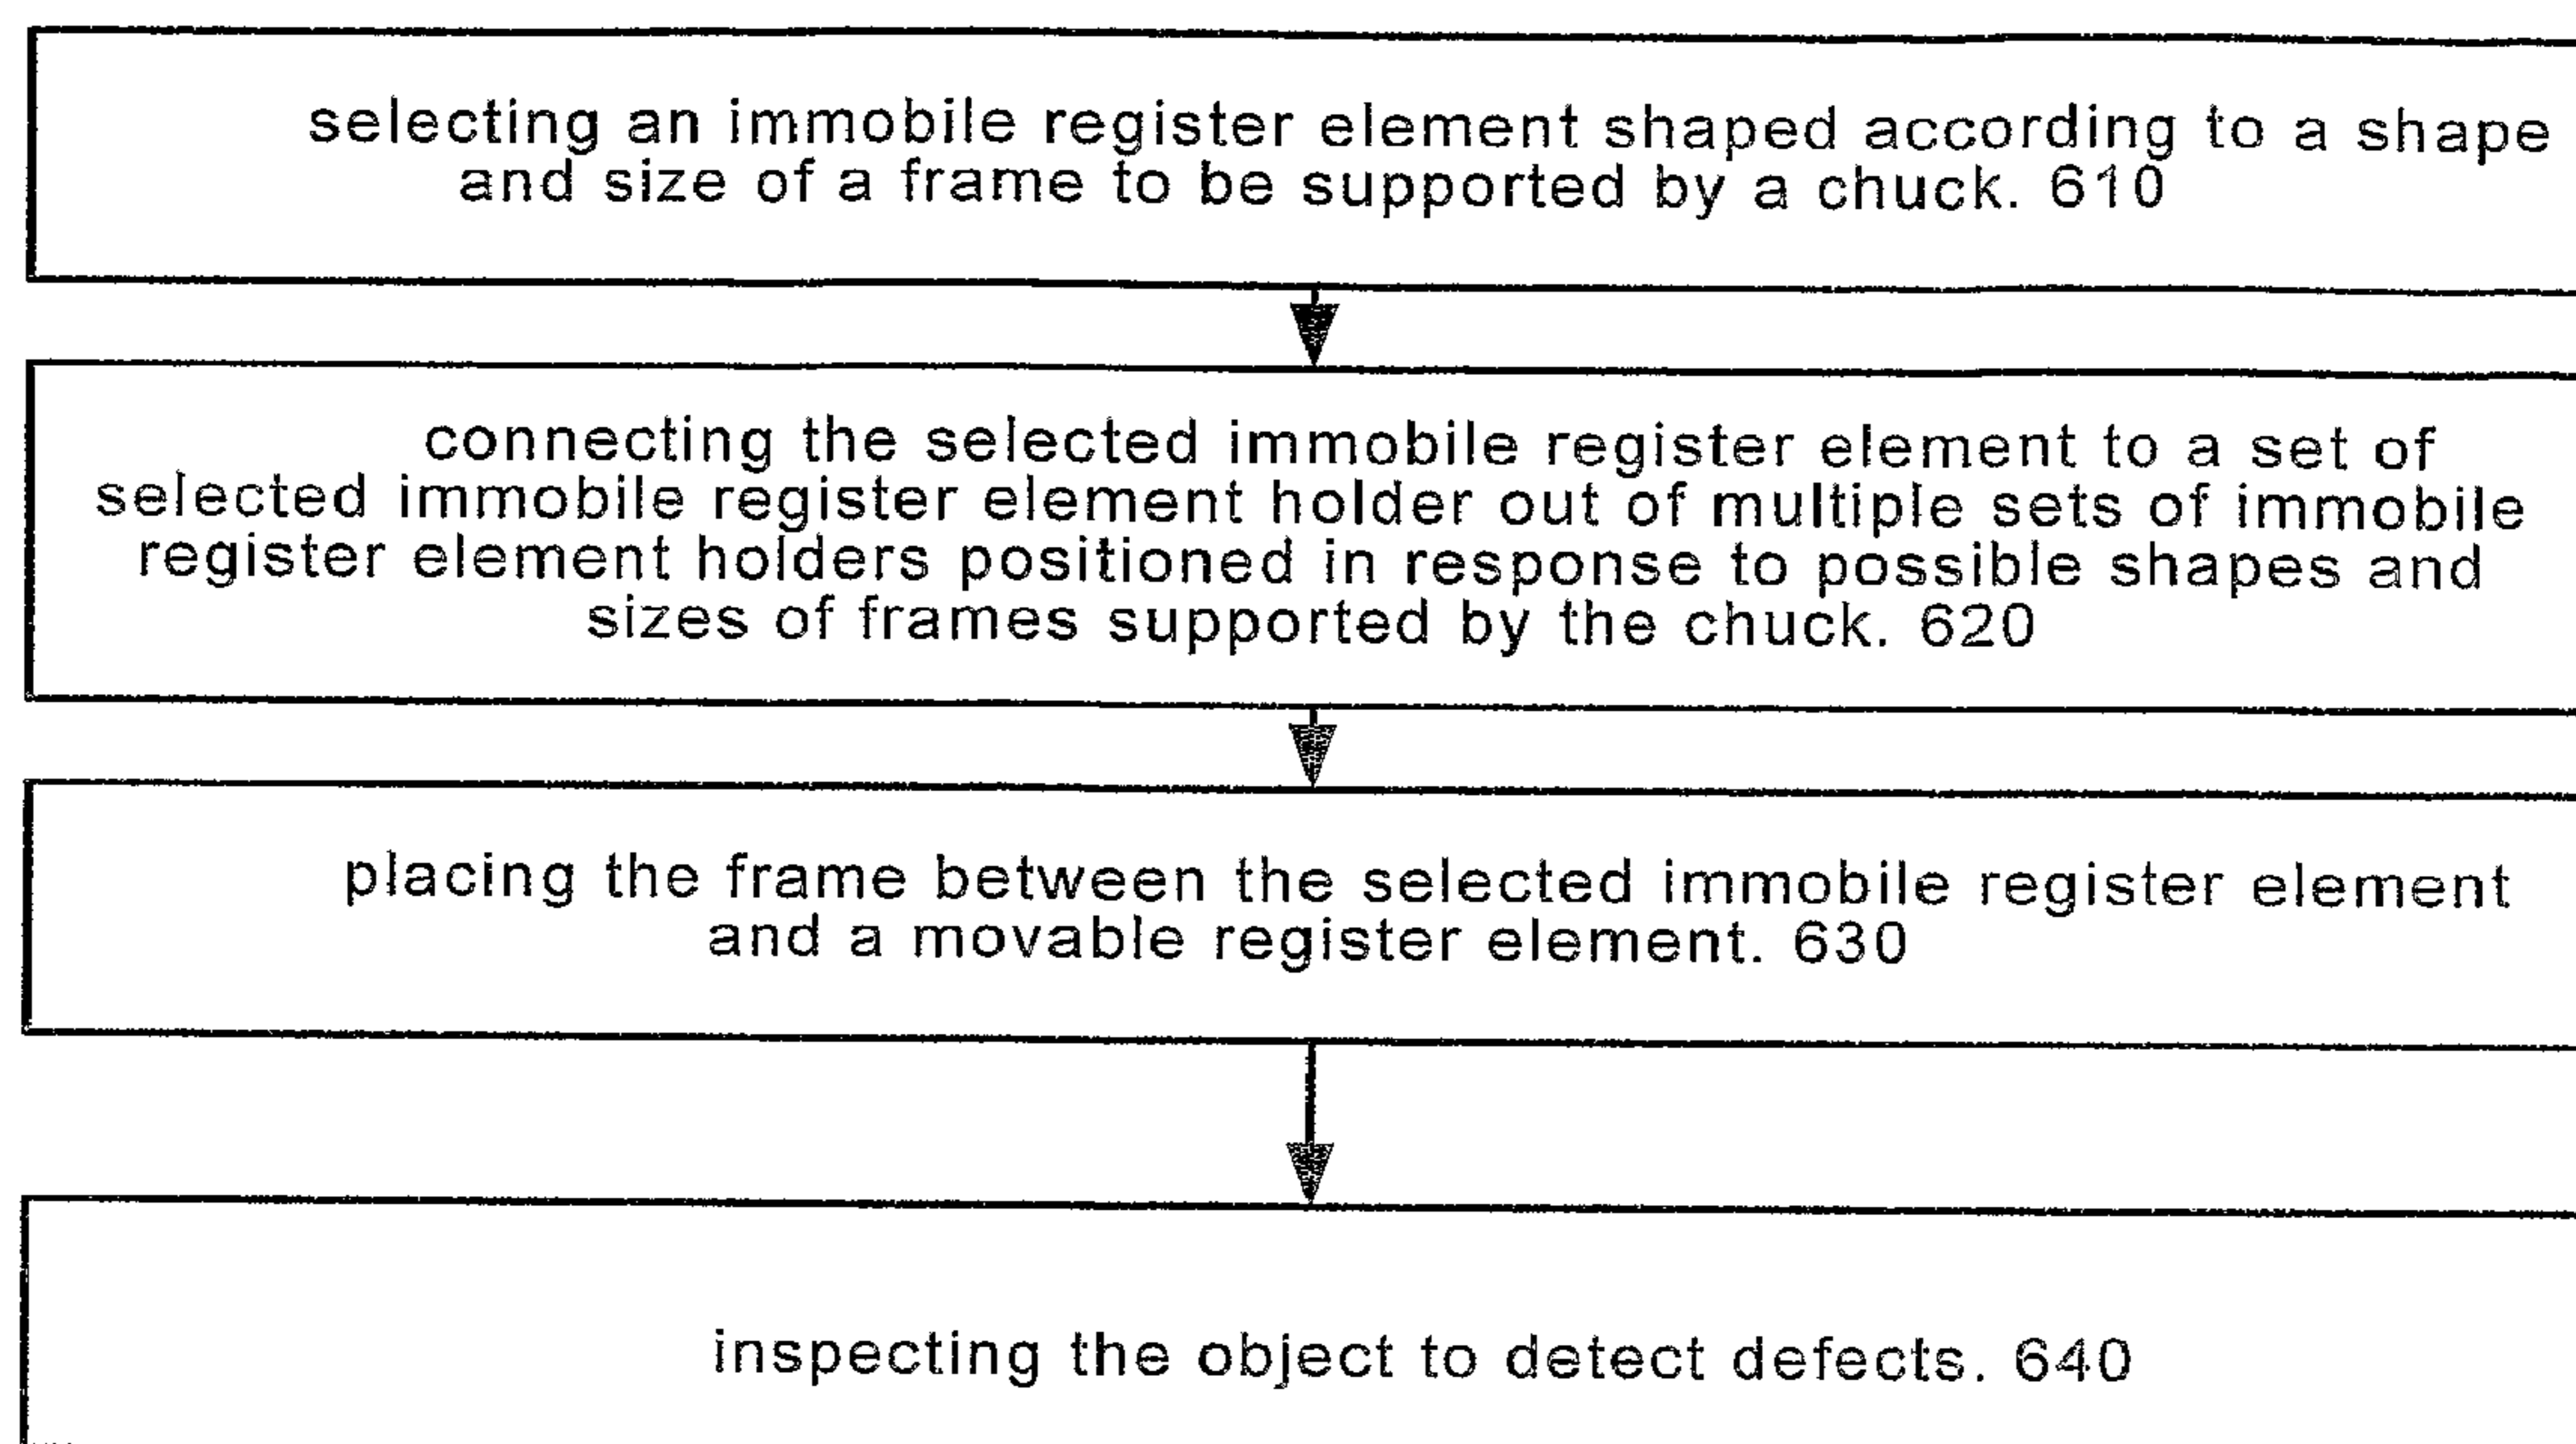 selecting an immobile register element shaped according to a shape
and size of a frame to be supported by a chuck. 610
connecting the selected immobile register element to a set of
selected immobile register element holder out of multiple sets of immobile
register element holders positioned in response to possible shapes and
sizes of frames supported by the chuck. 620
placing the frame between the selected immobile register element
and a movable register element. 630
inspecting the object to detect defects. 640